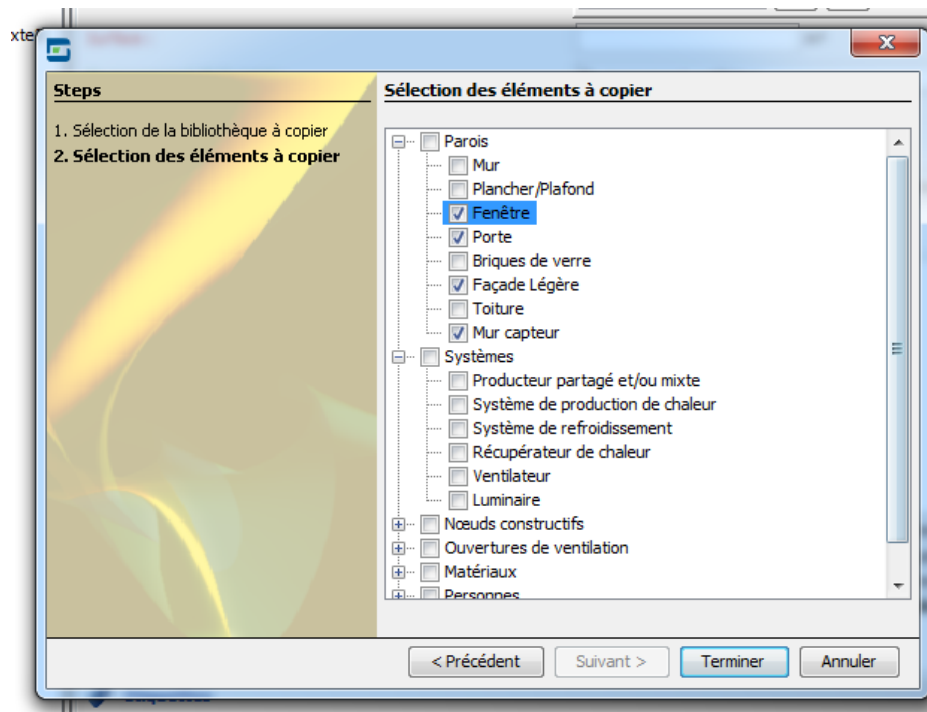 xte
Steps
1. Sélection de la bibliothèque à copier
2. Sélection des éléments à copier
Sélection des éléments à copier
Parois
Mur
Plancher/Plafond
Fenêtre
Porte
Briques de verre
Façade Légère
Toiture
Mur capteur
Systèmes
Producteur partagé et/ou mixte
Système de production de chaleur
Système de refroidissement
Récupérateur de chaleur
Ventilateur
Luminaire
Nœuds constructifs
Ouvertures de ventilation
Matériaux
Personnes
< Précédent
Suivant >
Terminer
Annuler